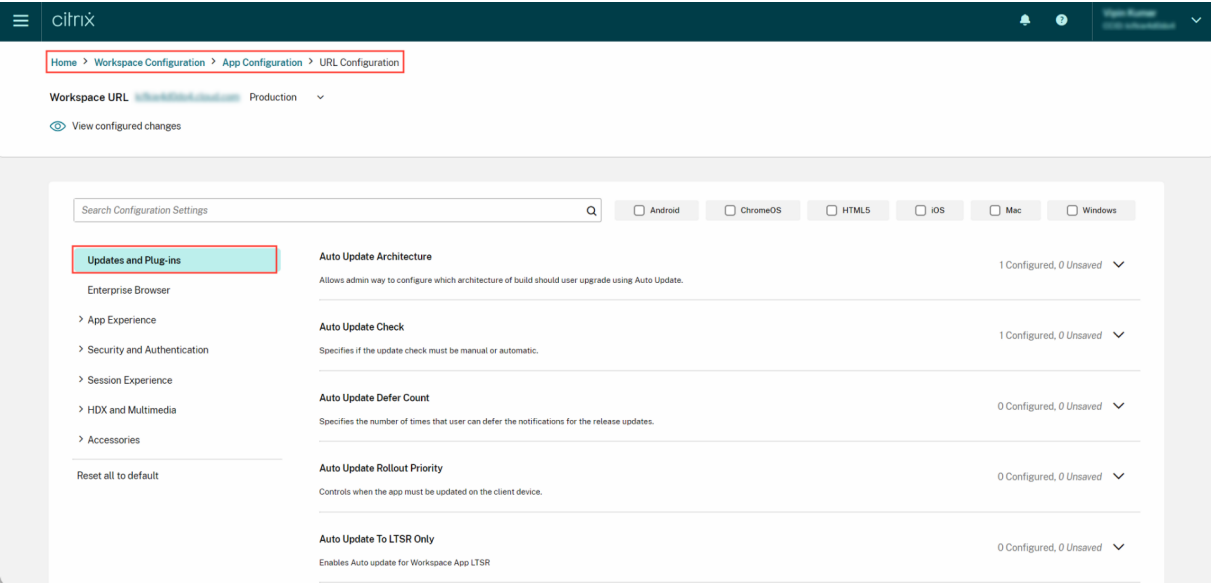 citrix
Home > Workspace Configuration > App Configuration > URL Configuration
Workspace URL Production
View configured changes
Search Configuration Settings
Android ChromeOS HTML5 iOS Mac Windows
Updates and Plug-ins
Enterprise Browser
> App Experience
> Security and Authentication
> Session Experience
> HDX and Multimedia
> Accessories
Reset all to default
Auto Update Architecture
1 Configured, 0 Unsaved
Allows admin way to configure which architecture of build should user upgrade using Auto Update.
Auto Update Check
1 Configured, 0 Unsaved
Specifies if the update check must be manual or automatic.
Auto Update Defer Count
0 Configured, 0 Unsaved
Specifies the number of times that user can defer the notifications for the release updates.
Auto Update Rollout Priority
0 Configured, 0 Unsaved
Controls when the app must be updated on the client device.
Auto Update To LTSR Only
0 Configured, 0 Unsaved
Enables Auto update for Workspace App LTSR